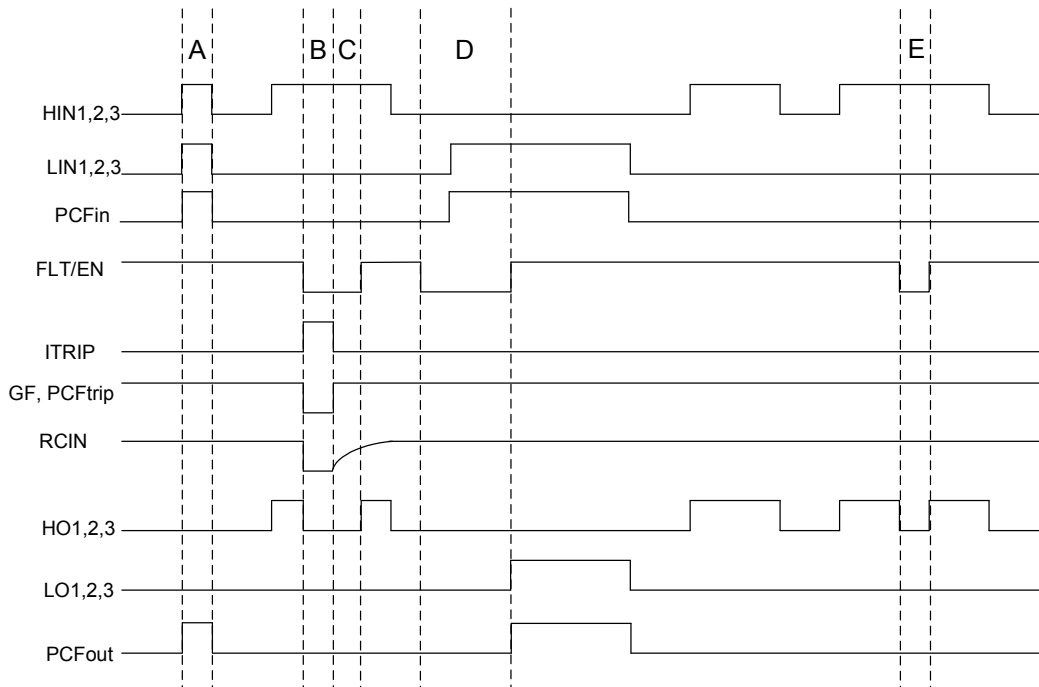 A B C D E
HIN1,2,3
LIN1,2,3
PCFin
FLT/EN
ITRIP
GF, PCFtrip
RCIN
HO1,2,3
LO1,2,3
PCFout